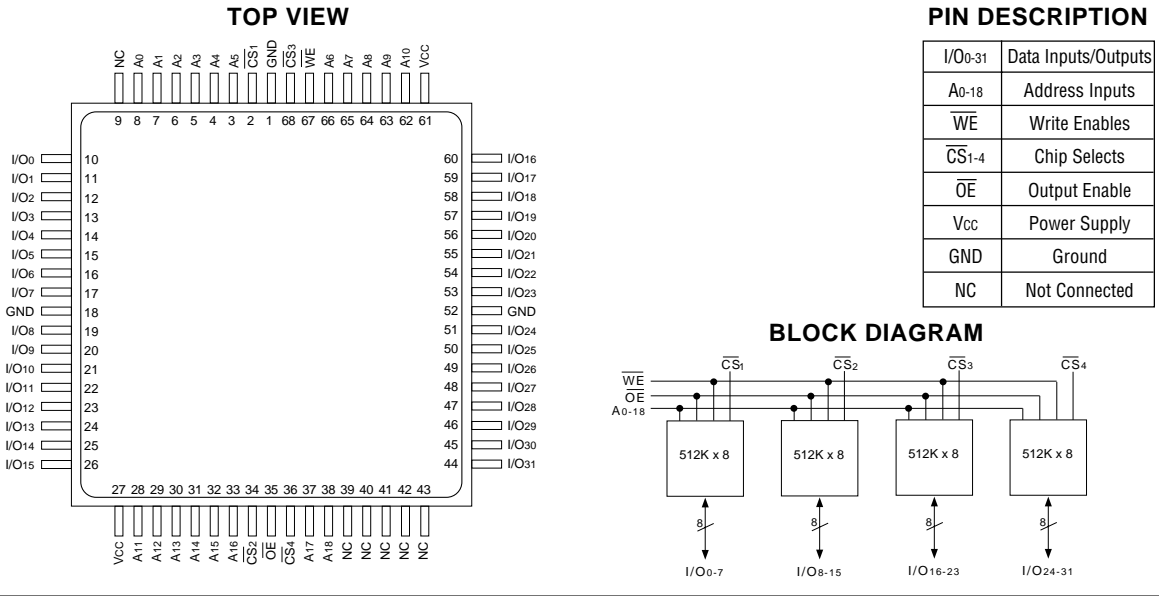 TOP VIEW
NC A0 A1 A2 A3 A4 A5 CS1 GND CS3 WE A6 A7 A8 A9 A10 VCC
9 8 7 6 5 4 3 2 1 68 67 66 65 64 63 62 61
I/O0 10 60 I/O16
I/O1 11 59 I/O17
I/O2 12 58 I/O18
I/O3 13 57 I/O19
I/O4 14 56 I/O20
I/O5 15 55 I/O21
I/O6 16 54 I/O22
I/O7 17 53 I/O23
GND 18 52 GND
I/O8 19 51 I/O24
I/O9 20 50 I/O25
I/O10 21 49 I/O26
I/O11 22 48 I/O27
I/O12 23 47 I/O28
I/O13 24 46 I/O29
I/O14 25 45 I/O30
I/O15 26 44 I/O31
27 28 29 30 31 32 33 34 35 36 37 38 39 40 41 42 43
VCC A11 A12 A13 A14 A15 A16 CS2 OE CS4 A17 A18 NC NC NC NC NC
PIN DESCRIPTION
I/O0-31 Data Inputs/Outputs
A0-18 Address Inputs
WE Write Enables
CS1-4 Chip Selects
OE Output Enable
VCC Power Supply
GND Ground
NC Not Connected
BLOCK DIAGRAM
CS1 CS2 CS3 CS4
WE
OE
A0-18
512K x 8 512K x 8 512K x 8 512K x 8
8 8 8 8
I/O0-7 I/O8-15 I/O16-23 I/O24-31